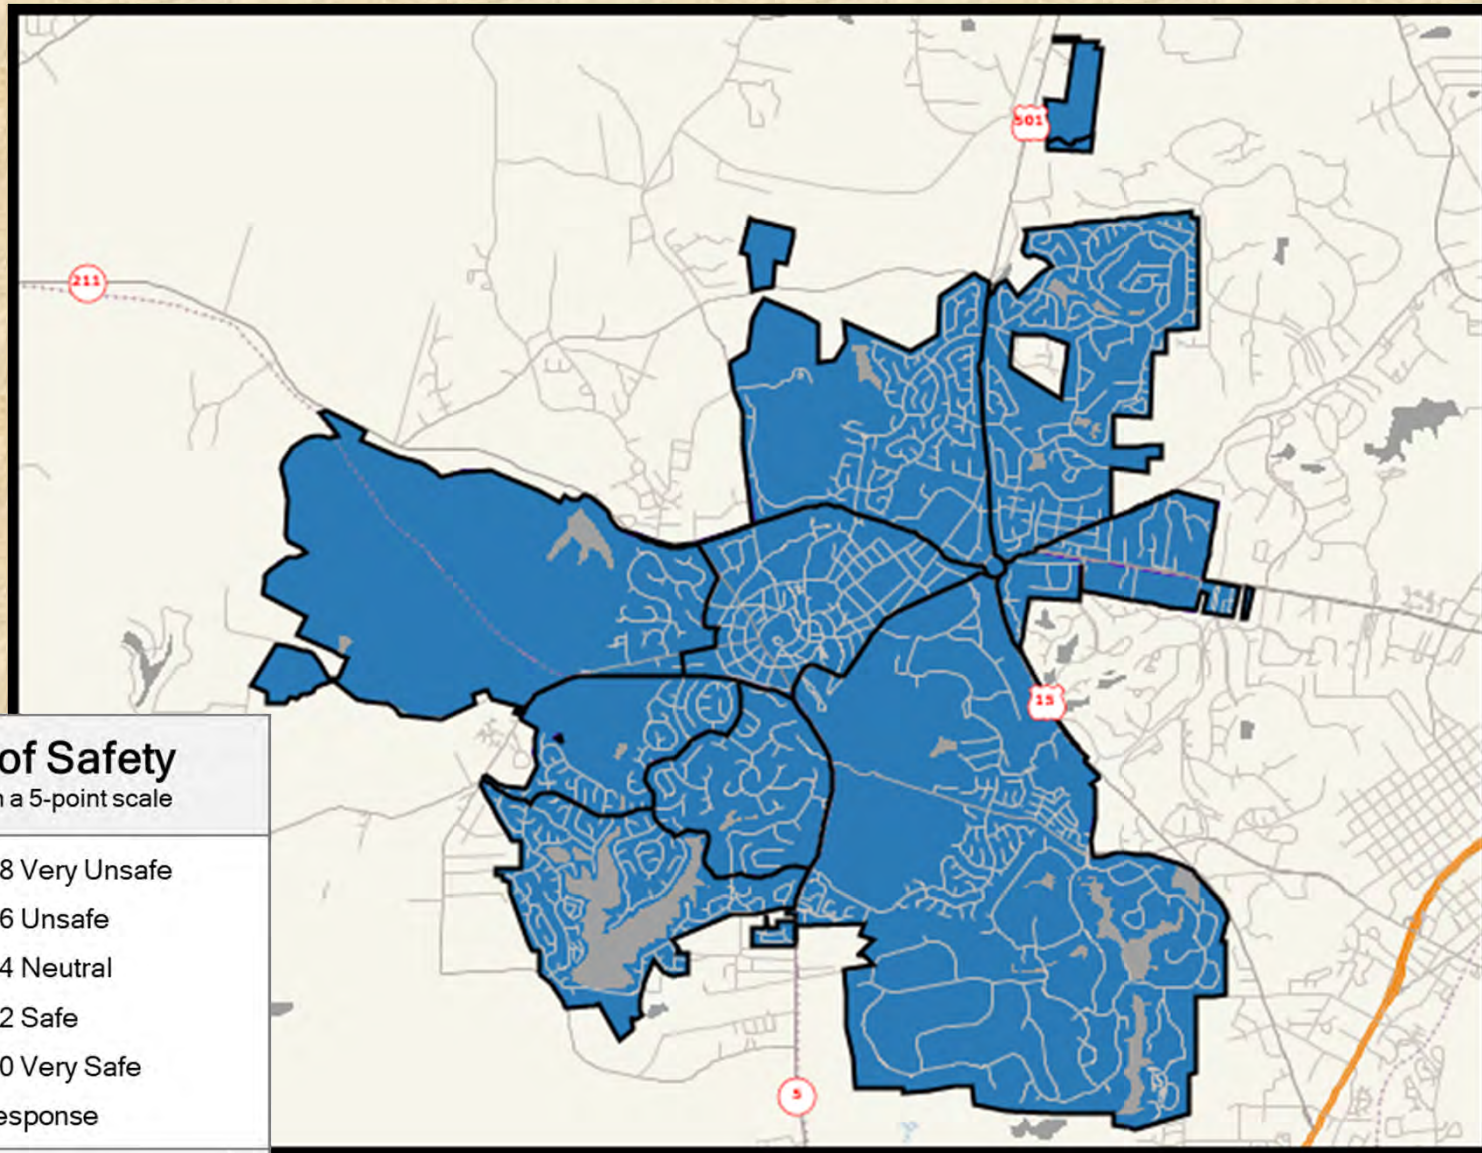 501
211
15
of Safety
a 5-point scale
8 Very Unsafe
6 Unsafe
4 Neutral
2 Safe
0 Very Safe
esponse
5